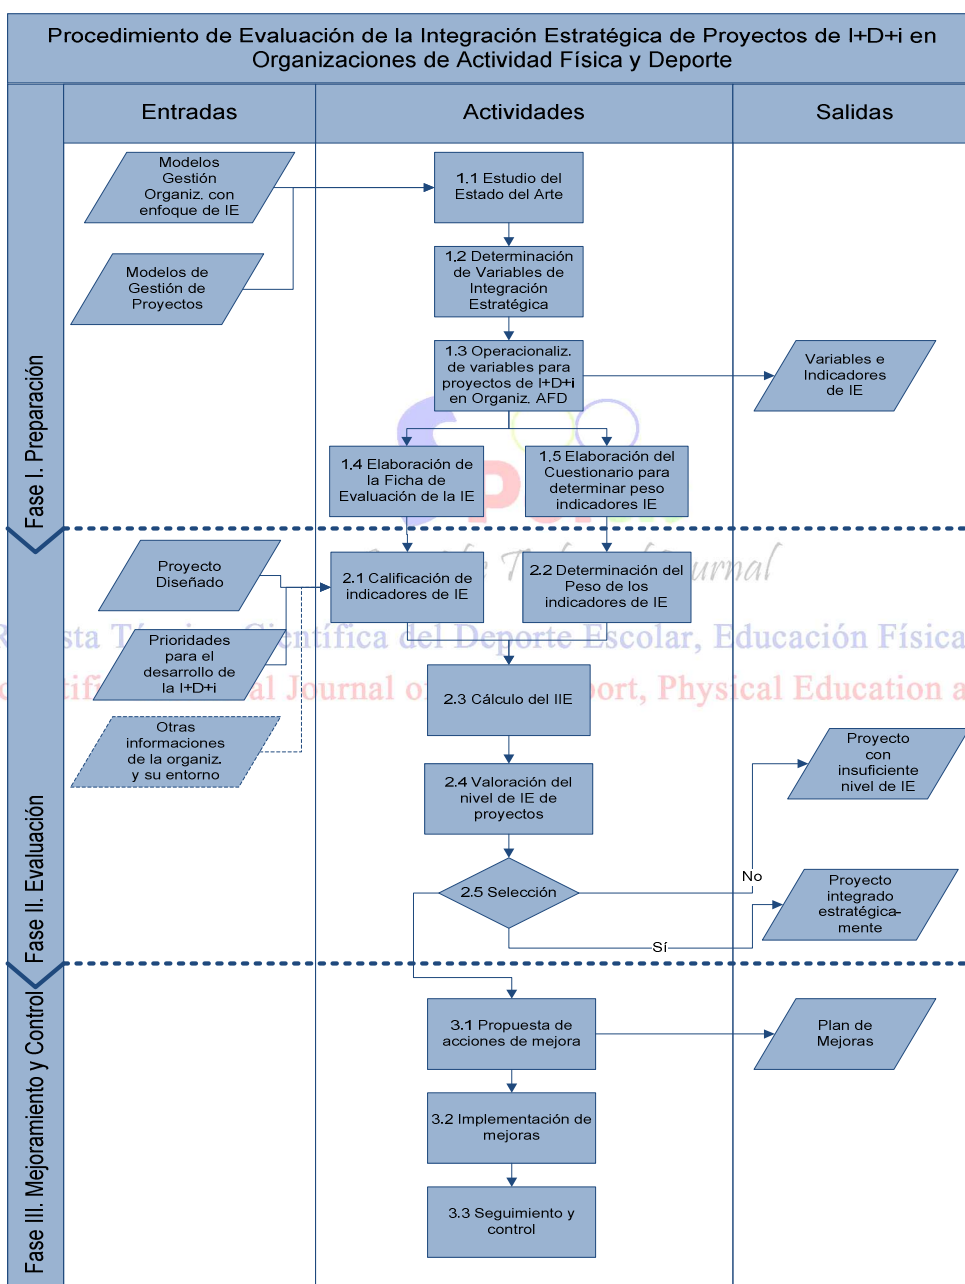 Procedimiento de Evaluación de la Integración Estratégica de Proyectos de I+D+i en
Organizaciones de Actividad Física y Deporte
Entradas
Actividades
Salidas
Fase I. Preparación
Modelos
Gestión
Organiz. con
enfoque de IE
Modelos de
Gestión de
Proyectos
1.1 Estudio del
Estado del Arte
1.2 Determinación
de Variables de
Integración
Estratégica
1.3 Operacionaliz.
de variables para
proyectos de I+D+i
en Organiz. AFD
Variables e
Indicadores
de IE
1.4 Elaboración de
la Ficha de
Evaluación de la IE
1.5 Elaboración del
Cuestionario para
determinar peso
indicadores IE
Fase II. Evaluación
Proyecto
Diseñado
Prioridades
para el
desarrollo de
la I+D+i
Otras
informaciones
de la organiz.
y su entorno
2.1 Calificación de
indicadores de IE
2.2 Determinación del
Peso de los
indicadores de IE
urnal
Científica del Deporte Escolar, Educación Física
Journal of
port, Physical Education a
2.3 Cálculo del IIE
2.4 Valoración del
nivel de IE de
proyectos
2.5 Selección
No
Sí
Proyecto
con
insuficiente
nivel de IE
Proyecto
integrado
estratégica-
mente
Fase III. Mejoramiento y Control
3.1 Propuesta de
acciones de mejora
Plan de
Mejoras
3.2 Implementación de
mejoras
3.3 Seguimiento y
control